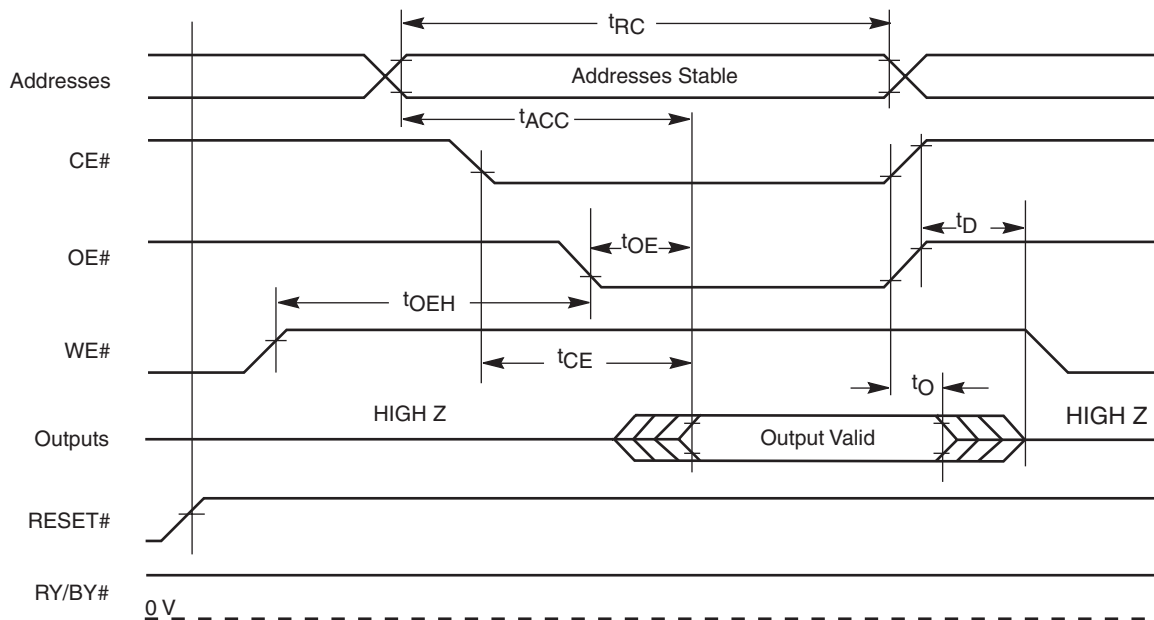 tRC
Addresses
Addresses Stable
tACC
CE#
tD
tOE
OE#
tOEH
WE#
tCE
tO
HIGH Z
HIGH Z
Outputs
Output Valid
RESET#
RY/BY#
0 V